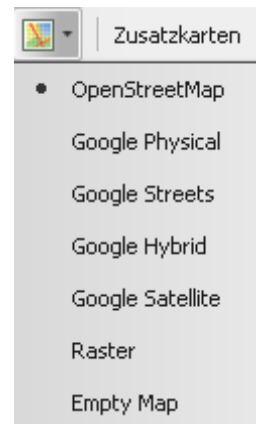 Zusatzkarten
OpenStreetMap
Google Physical
Google Streets
Google Hybrid
Google Satellite
Raster
Empty Map